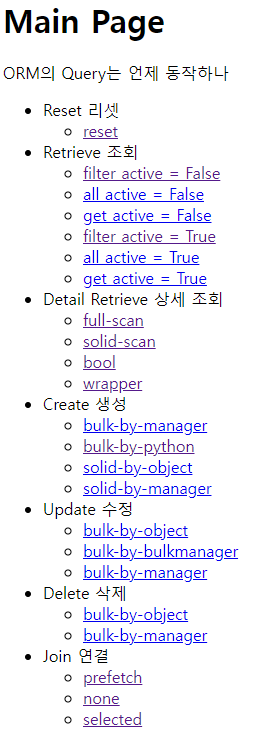 Main Page
ORM의 Query는 언제 동작하나
Reset 리셋
reset
Retrieve 조회
filter active = False
all active = False
get active = False
filter active = True
all active = True
get active = True
Detail Retrieve 상세 조회
full-scan
solid-scan
bool
wrapper
Create 생성
bulk-by-manager
bulk-by-python
solid-by-object
solid-by-manager
Update 수정
bulk-by-object
bulk-by-bulkmanager
bulk-by-manager
Delete 삭제
bulk-by-object
bulk-by-manager
Join 연결
prefetch
none
selected